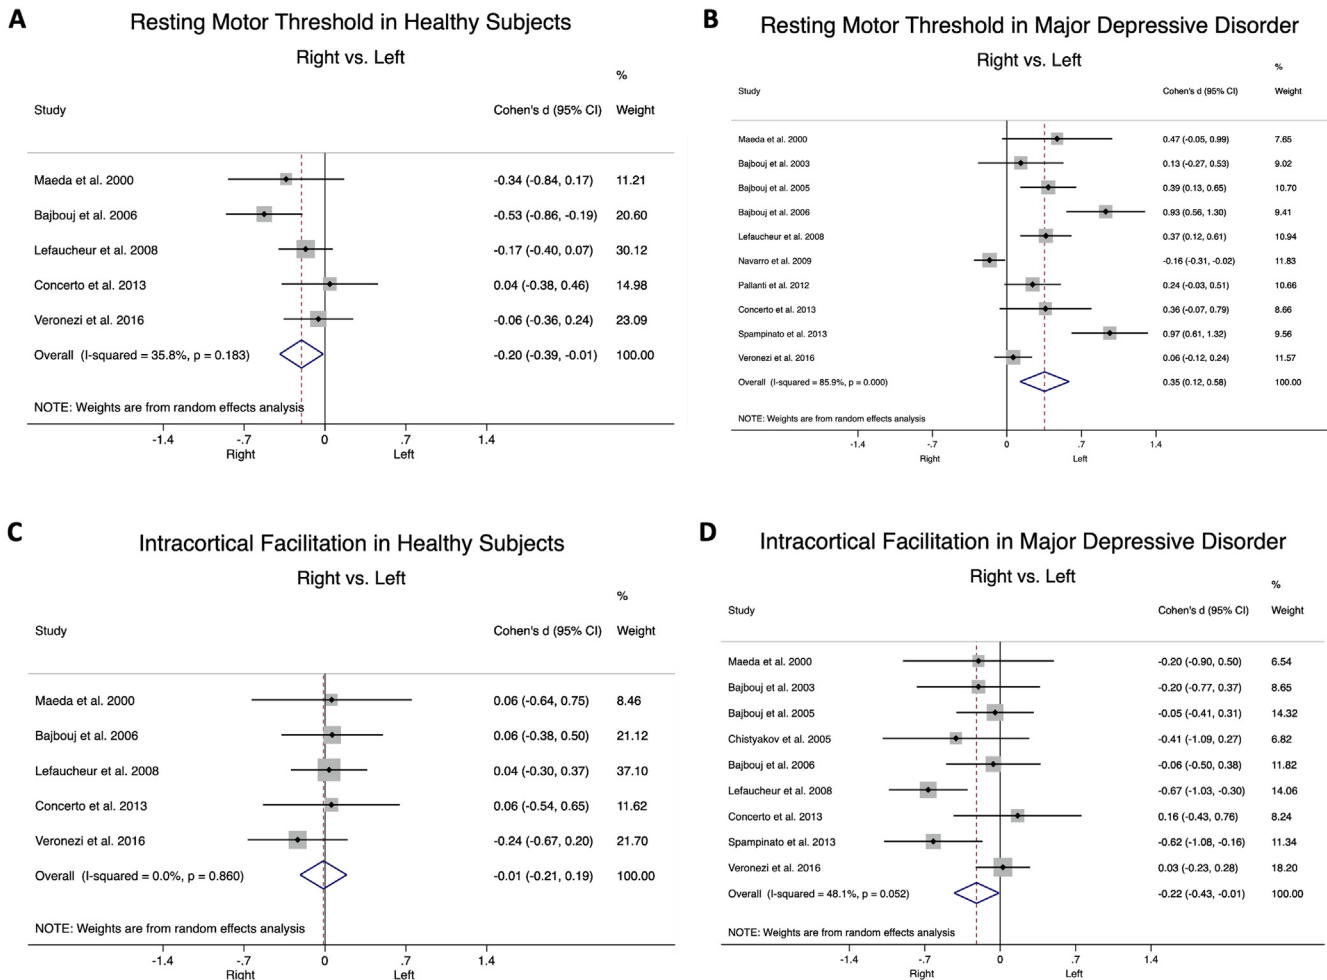 A
Resting Motor Threshold in Healthy Subjects
Right vs. Left
%
Study Cohen's d (95% CI) Weight
Maeda et al. 2000 -0.34 (-0.84, 0.17) 11.21
Bajbouj et al. 2006 -0.53 (-0.86, -0.19) 20.60
Lefaucheur et al. 2008 -0.17 (-0.40, 0.07) 30.12
Concerto et al. 2013 0.04 (-0.38, 0.46) 14.98
Veronezi et al. 2016 -0.06 (-0.36, 0.24) 23.09
Overall (I-squared = 35.8%, p = 0.183) -0.20 (-0.39, -0.01) 100.00
NOTE: Weights are from random effects analysis
-1.4 -.7 0 .7 1.4
Right Left
B
Resting Motor Threshold in Major Depressive Disorder
Right vs. Left
%
Study Cohen's d (95% CI) Weight
Maeda et al. 2000 0.47 (-0.05, 0.99) 7.65
Bajbouj et al. 2003 0.13 (-0.27, 0.53) 9.02
Bajbouj et al. 2005 0.39 (0.13, 0.65) 10.70
Bajbouj et al. 2006 0.93 (0.56, 1.30) 9.41
Lefaucheur et al. 2008 0.37 (0.12, 0.61) 10.94
Navarro et al. 2009 -0.16 (-0.31, -0.02) 11.83
Pallanti et al. 2012 0.24 (-0.03, 0.51) 10.66
Concerto et al. 2013 0.36 (-0.07, 0.79) 8.66
Spampinato et al. 2013 0.97 (0.61, 1.32) 9.56
Veronezi et al. 2016 0.06 (-0.12, 0.24) 11.57
Overall (I-squared = 85.9%, p = 0.000) 0.35 (0.12, 0.58) 100.00
NOTE: Weights are from random effects analysis
-1.4 -.7 0 .7 1.4
Right Left
C
Intracortical Facilitation in Healthy Subjects
Right vs. Left
%
Study Cohen's d (95% CI) Weight
Maeda et al. 2000 0.06 (-0.64, 0.75) 8.46
Bajbouj et al. 2006 0.06 (-0.38, 0.50) 21.12
Lefaucheur et al. 2008 0.04 (-0.30, 0.37) 37.10
Concerto et al. 2013 0.06 (-0.54, 0.65) 11.62
Veronezi et al. 2016 -0.24 (-0.67, 0.20) 21.70
Overall (I-squared = 0.0%, p = 0.860) -0.01 (-0.21, 0.19) 100.00
NOTE: Weights are from random effects analysis
-1.4 -.7 0 .7 1.4
Right Left
D
Intracortical Facilitation in Major Depressive Disorder
Right vs. Left
%
Study Cohen's d (95% CI) Weight
Maeda et al. 2000 -0.20 (-0.90, 0.50) 6.54
Bajbouj et al. 2003 -0.20 (-0.77, 0.37) 8.65
Bajbouj et al. 2005 -0.05 (-0.41, 0.31) 14.32
Chistyakov et al. 2005 -0.41 (-1.09, 0.27) 6.82
Bajbouj et al. 2006 -0.06 (-0.50, 0.38) 11.82
Lefaucheur et al. 2008 -0.67 (-1.03, -0.30) 14.06
Concerto et al. 2013 0.16 (-0.43, 0.76) 8.24
Spampinato et al. 2013 -0.62 (-1.08, -0.16) 11.34
Veronezi et al. 2016 0.03 (-0.23, 0.28) 18.20
Overall (I-squared = 48.1%, p = 0.052) -0.22 (-0.43, -0.01) 100.00
NOTE: Weights are from random effects analysis
-1.4 -.7 0 .7 1.4
Right Left